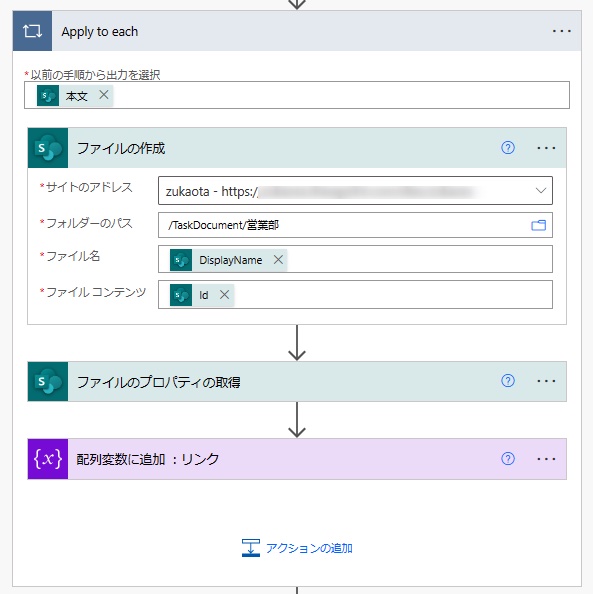 Apply to each
*以前の手順から出力を選択
本文
ファイルの作成
*サイトのアドレス
zukaota - https:/
*フォルダーのパス
/TaskDocument/営業部
*ファイル名
DisplayName
*ファイル コンテンツ
Id
ファイルのプロパティの取得
{x} 配列変数に追加 : リンク
アクションの追加